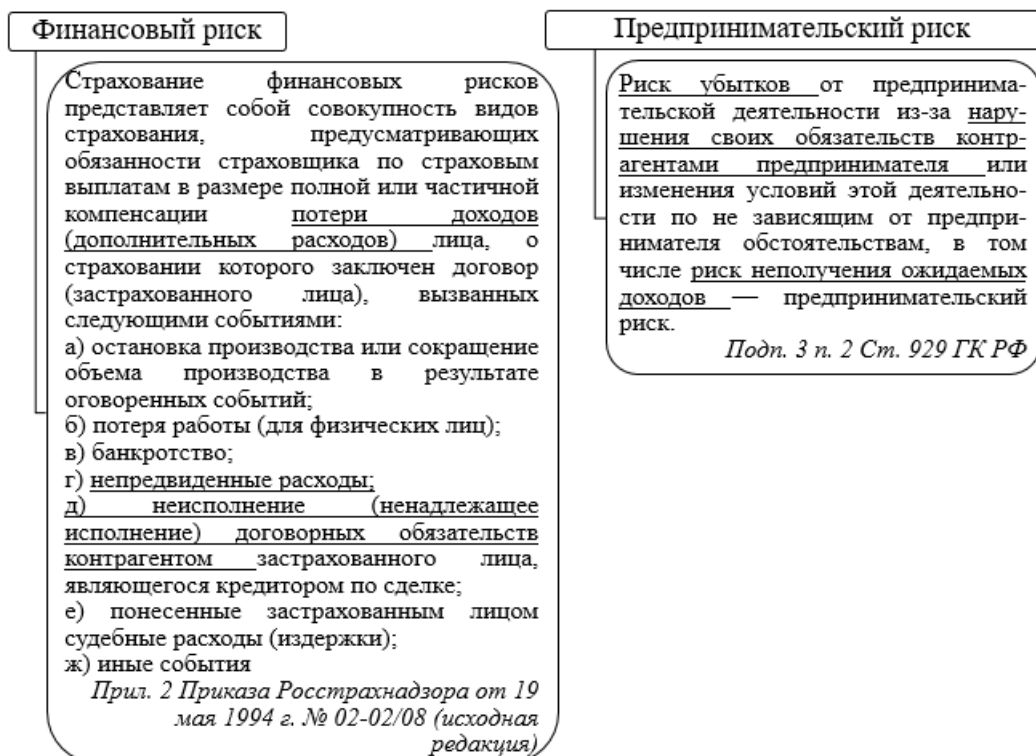 Финансовый риск
Страхование финансовых рисков
представляет собой совокупность видов
страхования, предусматривающих
обязанности страховщика по страховым
выплатам в размере полной или частичной
компенсации потери доходов
(дополнительных расходов) лица, о
страховании которого заключен договор
(застрахованного лица), вызванных
следующими событиями:
а) остановка производства или сокращение
объема производства в результате
оговоренных событий;
б) потеря работы (для физических лиц);
в) банкротство;
г) непредвиденные расходы;
д) неисполнение (ненадлежащее
исполнение) договорных обязательств
контрагентом застрахованного лица,
являющегося кредитором по сделке;
е) понесенные застрахованным лицом
судебные расходы (издержки);
ж) иные события
Прил. 2 Приказа Росстрахнадзора от 19
мая 1994 г. № 02-02/08 (исходная
редакция)
Предпринимательский риск
Риск убытков от предпринима-
тельской деятельности из-за нару-
шения своих обязательств контр-
агентами предпринимателя или
изменения условий этой деятельно-
сти по не зависящим от предпри-
нимателя обстоятельствам, в том
числе риск неполучения ожидаемых
доходов — предпринимательский
риск.
Подп. 3 п. 2 Ст. 929 ГК РФ